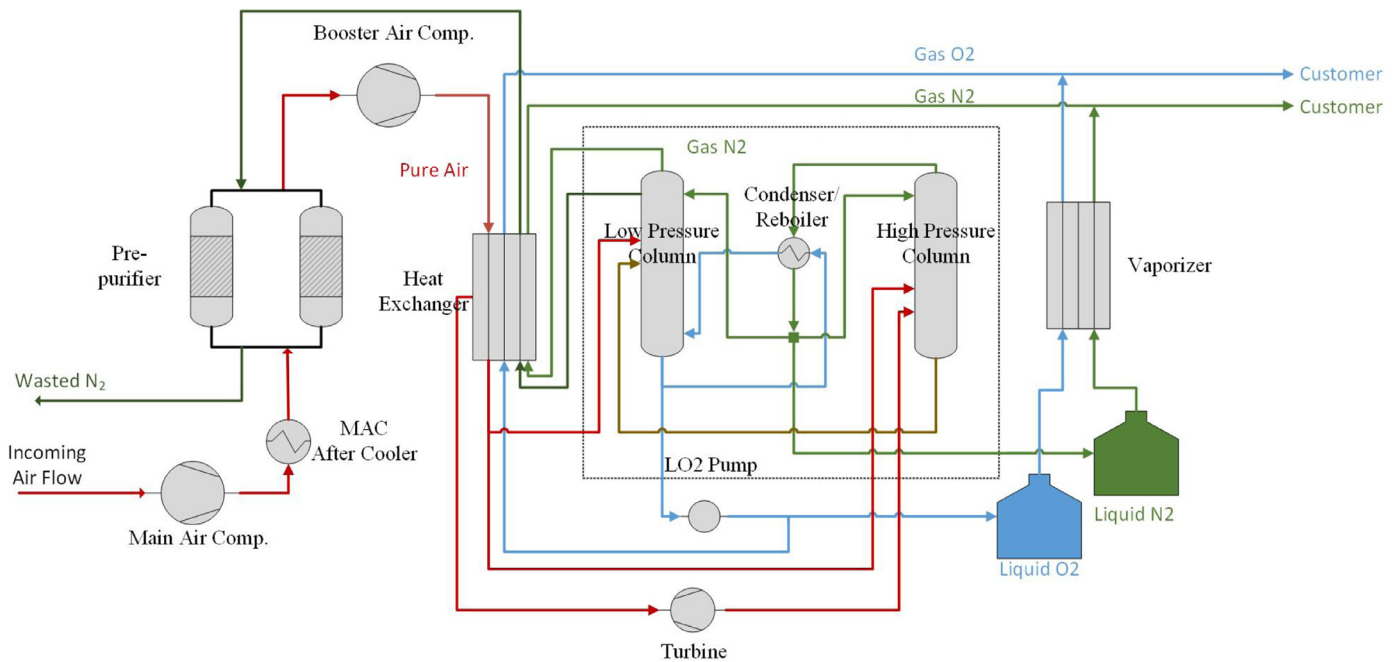 Booster Air Comp.
Gas O2
Customer
Gas N2
Customer
Pure Air
Gas N2
Condenser/
Reboiler
Pre-
purifier
Heat
Exchanger
Low Pressure
Column
High Pressure
Column
Vaporizer
Wasted N2
MAC
After Cooler
Incoming
Air Flow
Main Air Comp.
LO2 Pump
Liquid N2
Liquid O2
Turbine